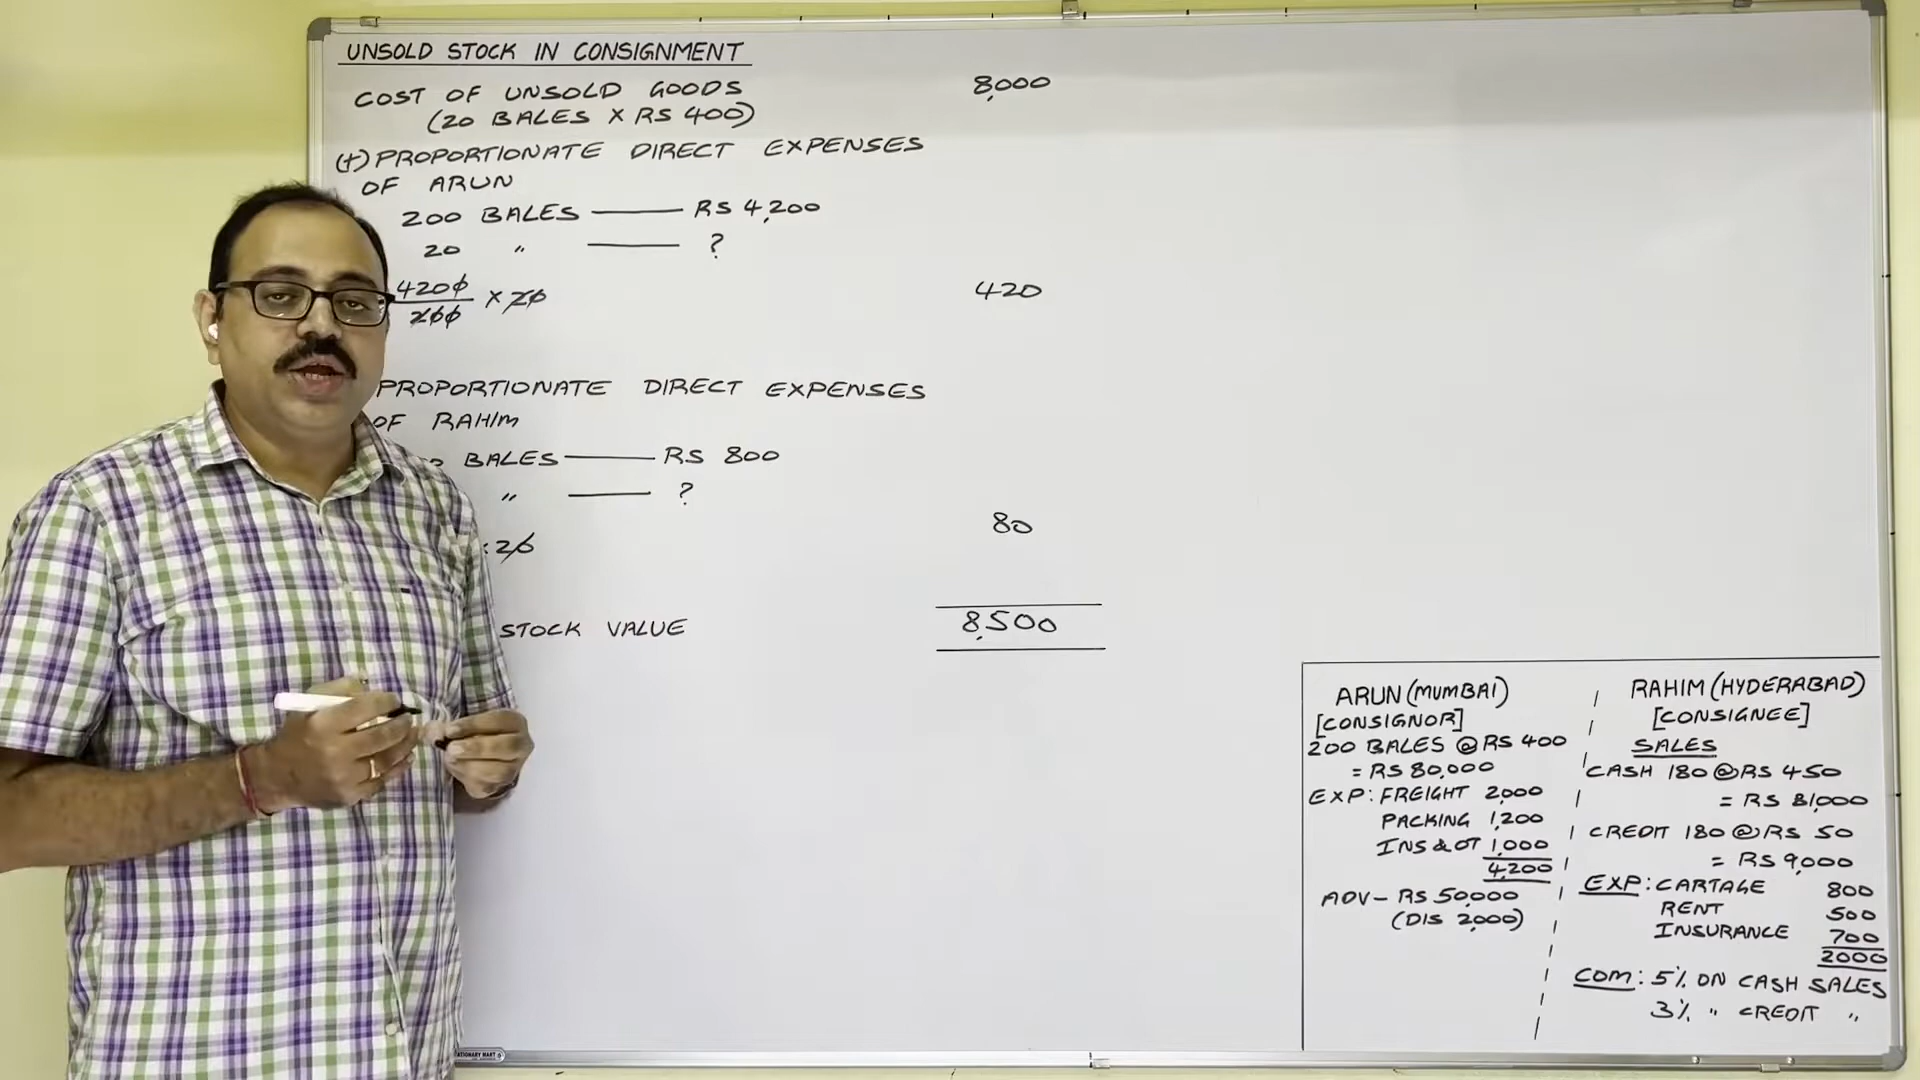 UNSOLD STOCK IN CONSIGNMENT
COST OF UNSOLD GOODS 8,000
(20 BALES X RS 400)
(+) PROPORTIONATE DIRECT EXPENSES
OF ARUN
200 BALES —— RS 4,200
20 " —— ?
4200/200 X 20 420
PROPORTIONATE DIRECT EXPENSES
OF RAHIM
BALES —— RS 800
" —— ?
20 80
STOCK VALUE 8,500
ARUN (MUMBAI)
[CONSIGNOR]
200 BALES @ RS 400
= RS 80,000
EXP: FREIGHT 2,000
PACKING 1,200
INS & OT 1,000
4,200
ADV - RS 50,000
(DIS 2,000)
RAHIM (HYDERABAD)
[CONSIGNEE]
SALES
CASH 180 @ RS 450
= RS 81,000
CREDIT 180 @ RS 50
= RS 9,000
EXP: CARTAGE 800
RENT 500
INSURANCE 700
2000
COM: 5% ON CASH SALES
3% " CREDIT "